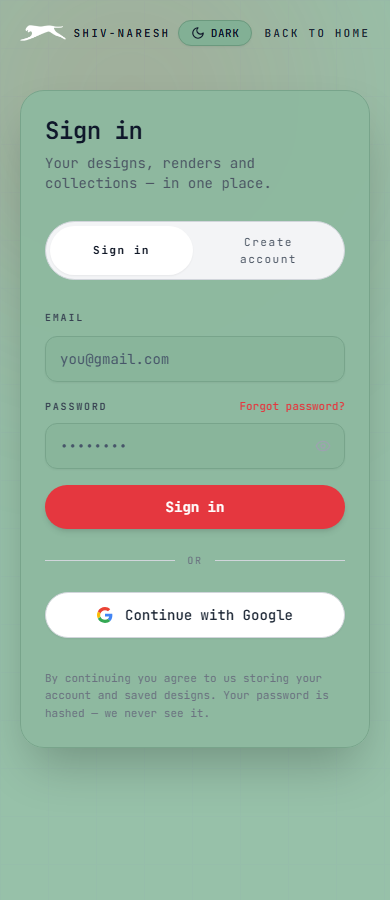 SHIV-NARESH
DARK
BACK TO HOME
Sign in
Your designs, renders and
collections — in one place.
Sign in
Create
account
EMAIL
you@gmail.com
PASSWORD
Forgot password?
••••••••
Sign in
OR
Continue with Google
By continuing you agree to us storing your
account and saved designs. Your password is
hashed — we never see it.